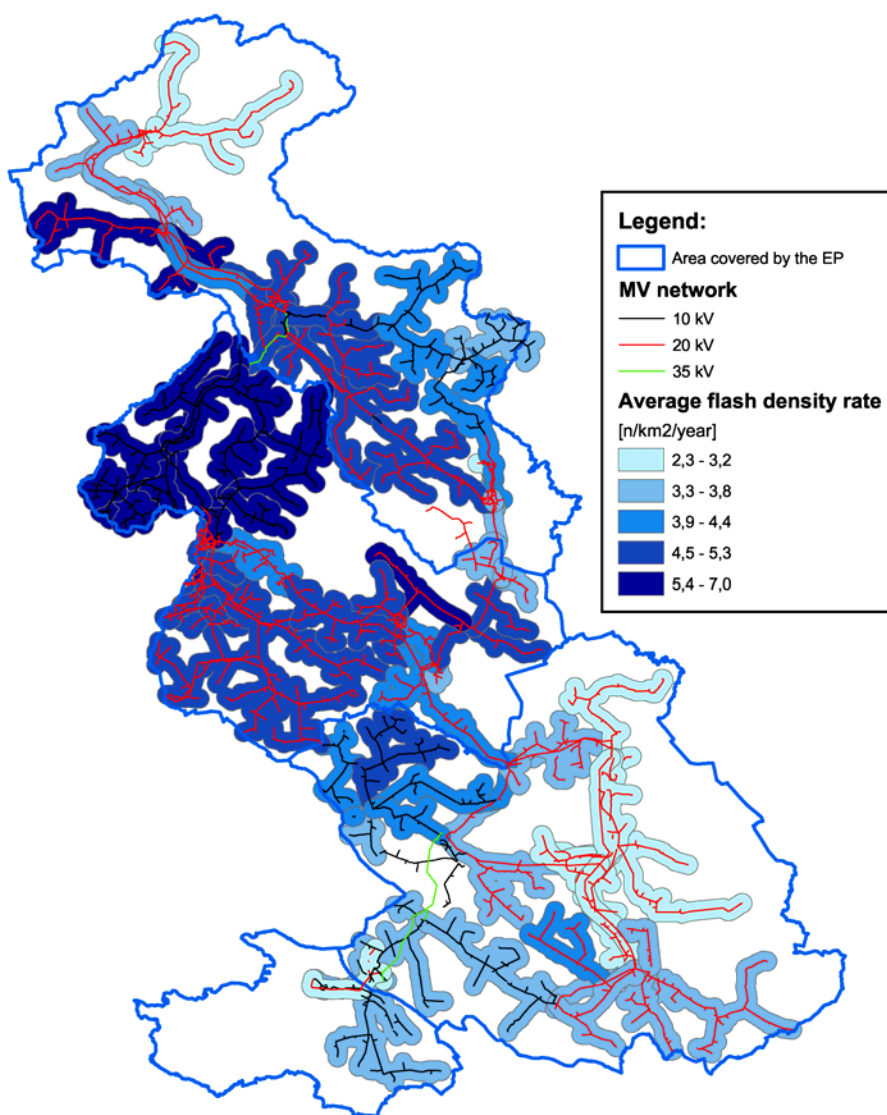 Legend:
Area covered by the EP
MV network
10 kV
20 kV
35 kV
Average flash density rate
[n/km2/year]
2,3 - 3,2
3,3 - 3,8
3,9 - 4,4
4,5 - 5,3
5,4 - 7,0